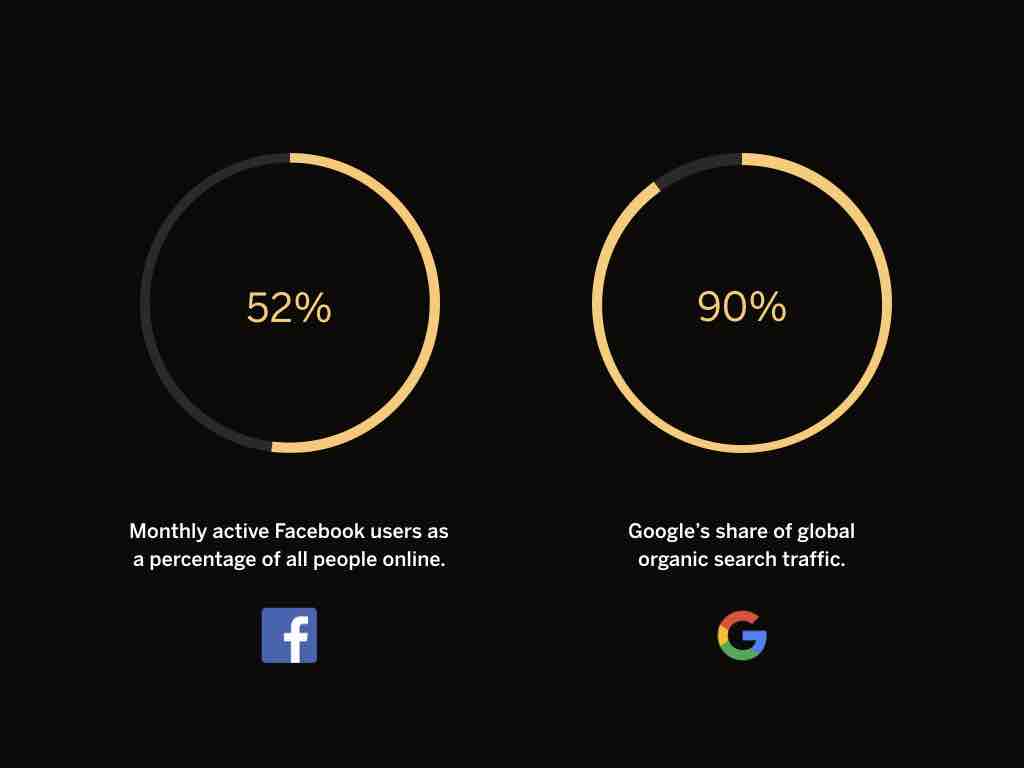 52%
Monthly active Facebook users as
a percentage of all people online.
f
90%
Google’s share of global
organic search traffic.
G